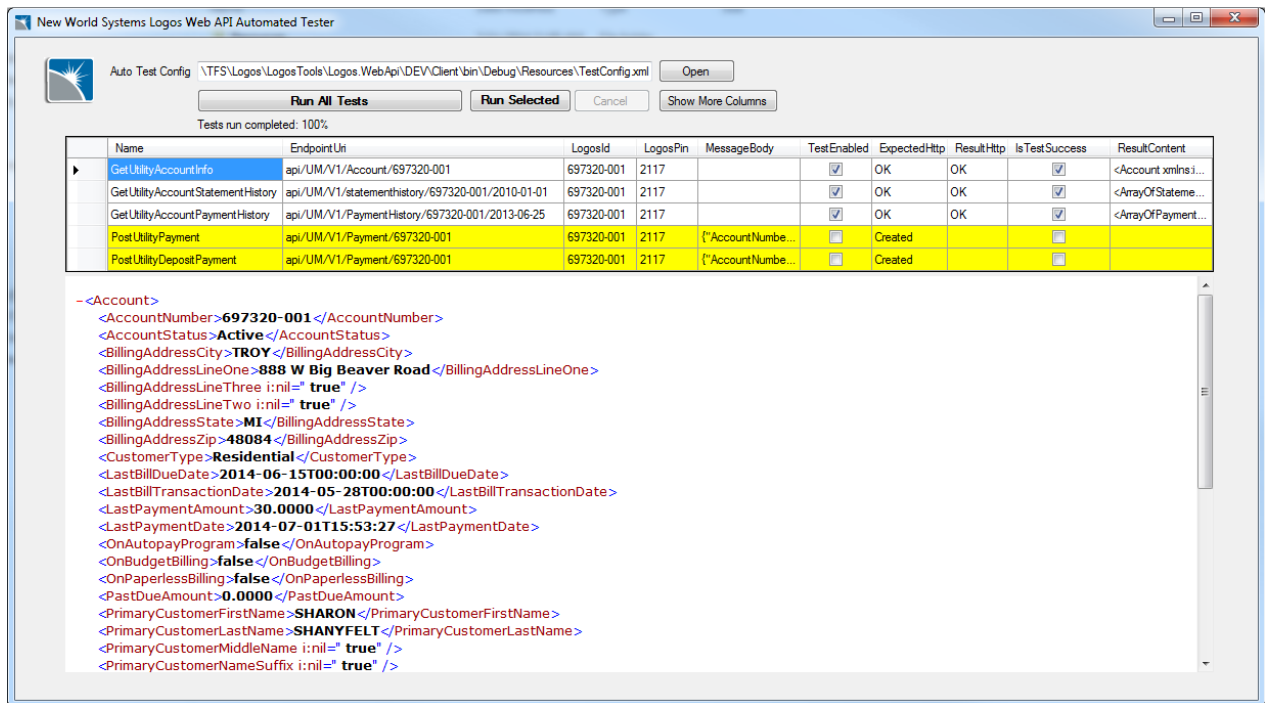 New World Systems Logos Web API Automated Tester
Auto Test Config \TFS\Logos\LogosTools\Logos.WebApi\DEV\Client\bin\Debug\Resources\TestConfig.xml Open
Run All Tests Run Selected Cancel Show More Columns
Tests run completed: 100%
Name EndpointUri LogosId LogosPin MessageBody TestEnabled ExpectedHttp ResultHttp IsTestSuccess ResultContent
GetUtilityAccountInfo api/UM/V1/Account/697320-001 697320-001 2117 OK OK <Account xmlns:i...
GetUtilityAccountStatementHistory api/UM/V1/statementhistory/697320-001/2010-01-01 697320-001 2117 OK OK <ArrayOfStateme...
GetUtilityAccountPaymentHistory api/UM/V1/PaymentHistory/697320-001/2013-06-25 697320-001 2117 OK OK <ArrayOfPayment...
PostUtilityPayment api/UM/V1/Payment/697320-001 697320-001 2117 {"AccountNumbe... Created
PostUtilityDepositPayment api/UM/V1/Payment/697320-001 697320-001 2117 {"AccountNumbe... Created
-<Account>
<AccountNumber>697320-001</AccountNumber>
<AccountStatus>Active</AccountStatus>
<BillingAddressCity>TROY</BillingAddressCity>
<BillingAddressLineOne>888 W Big Beaver Road</BillingAddressLineOne>
<BillingAddressLineThree i:nil=" true" />
<BillingAddressLineTwo i:nil=" true" />
<BillingAddressState>MI</BillingAddressState>
<BillingAddressZip>48084</BillingAddressZip>
<CustomerType>Residential</CustomerType>
<LastBillDueDate>2014-06-15T00:00:00</LastBillDueDate>
<LastBillTransactionDate>2014-05-28T00:00:00</LastBillTransactionDate>
<LastPaymentAmount>30.0000</LastPaymentAmount>
<LastPaymentDate>2014-07-01T15:53:27</LastPaymentDate>
<OnAutopayProgram>false</OnAutopayProgram>
<OnBudgetBilling>false</OnBudgetBilling>
<OnPaperlessBilling>false</OnPaperlessBilling>
<PastDueAmount>0.0000</PastDueAmount>
<PrimaryCustomerFirstName>SHARON</PrimaryCustomerFirstName>
<PrimaryCustomerLastName>SHANYFELT</PrimaryCustomerLastName>
<PrimaryCustomerMiddleName i:nil=" true" />
<PrimaryCustomerNameSuffix i:nil=" true" />